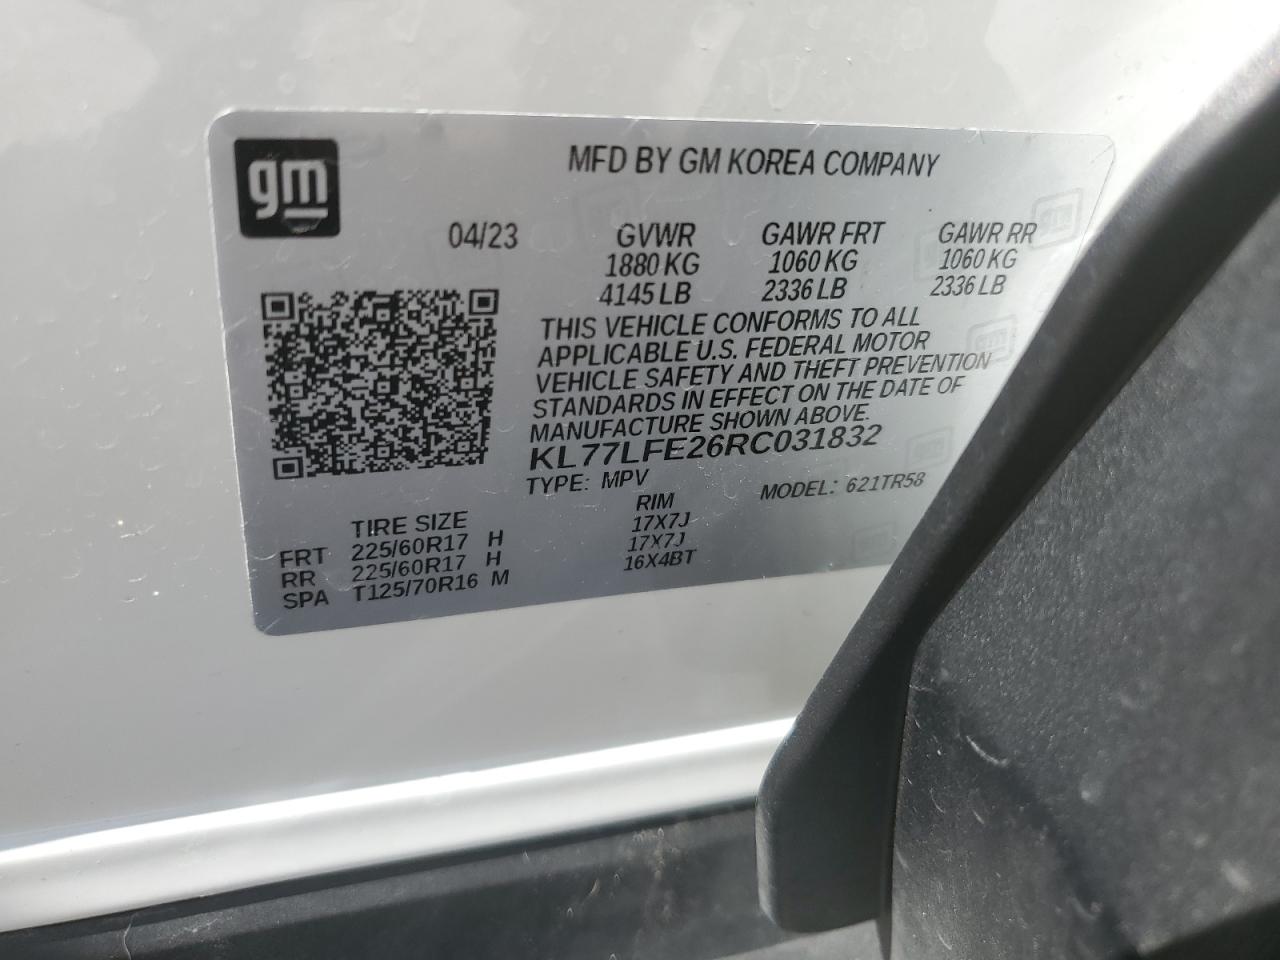 gm
MFD BY GM KOREA COMPANY
04/23 GVWR GAWR FRT GAWR RR
1880 KG 1060 KG 1060 KG
4145 LB 2336 LB 2336 LB
THIS VEHICLE CONFORMS TO ALL
APPLICABLE U.S. FEDERAL MOTOR
VEHICLE SAFETY AND THEFT PREVENTION
STANDARDS IN EFFECT ON THE DATE OF
MANUFACTURE SHOWN ABOVE.
KL77LFE26RC031832
TYPE: MPV MODEL: 621TR58
TIRE SIZE RIM
FRT 225/60R17 H 17X7J
RR 225/60R17 H 17X7J
SPA T125/70R16 M 16X4BT